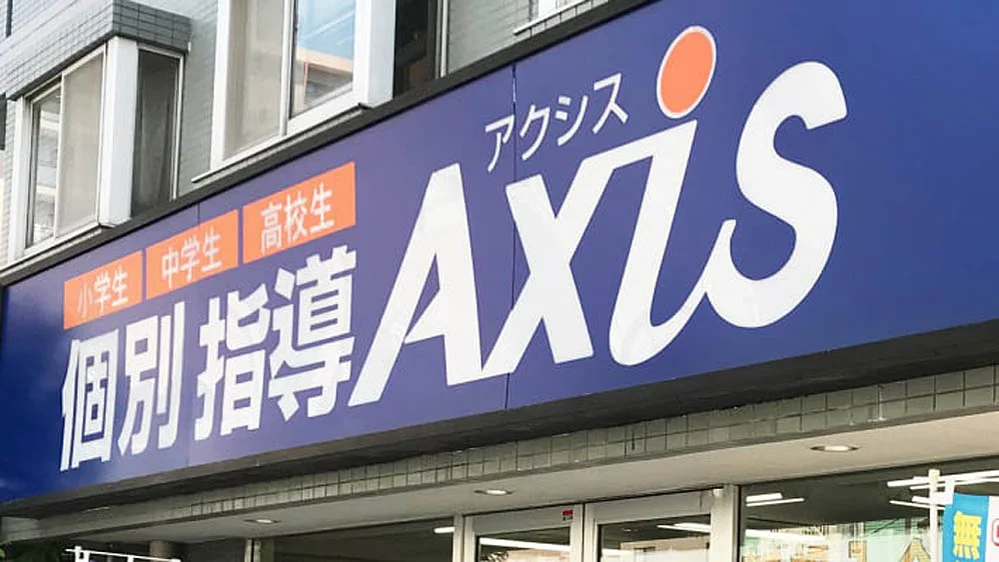 小学生 中学生 高校生
個別指導
アクシス
Axis
無